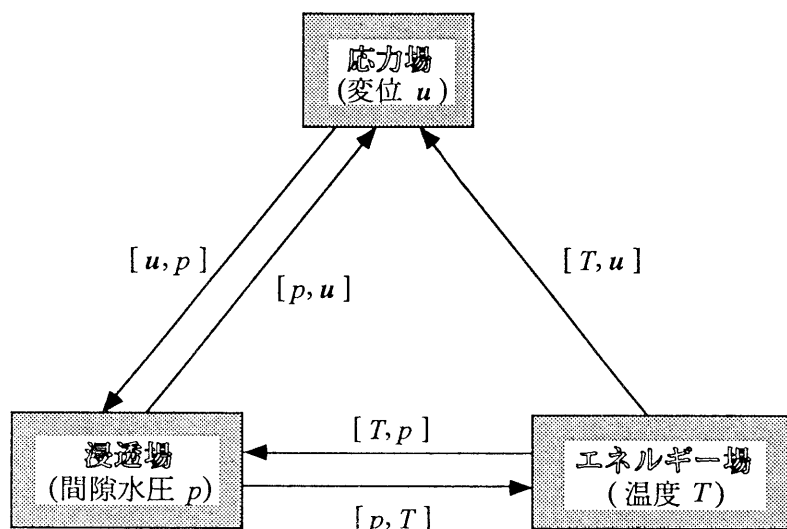 応力場
(変位 u)
[u, p]
[p, u]
[T, u]
浸透場
(間隙水圧 p)
[T, p]
[p, T]
エネルギー場
(温度 T)